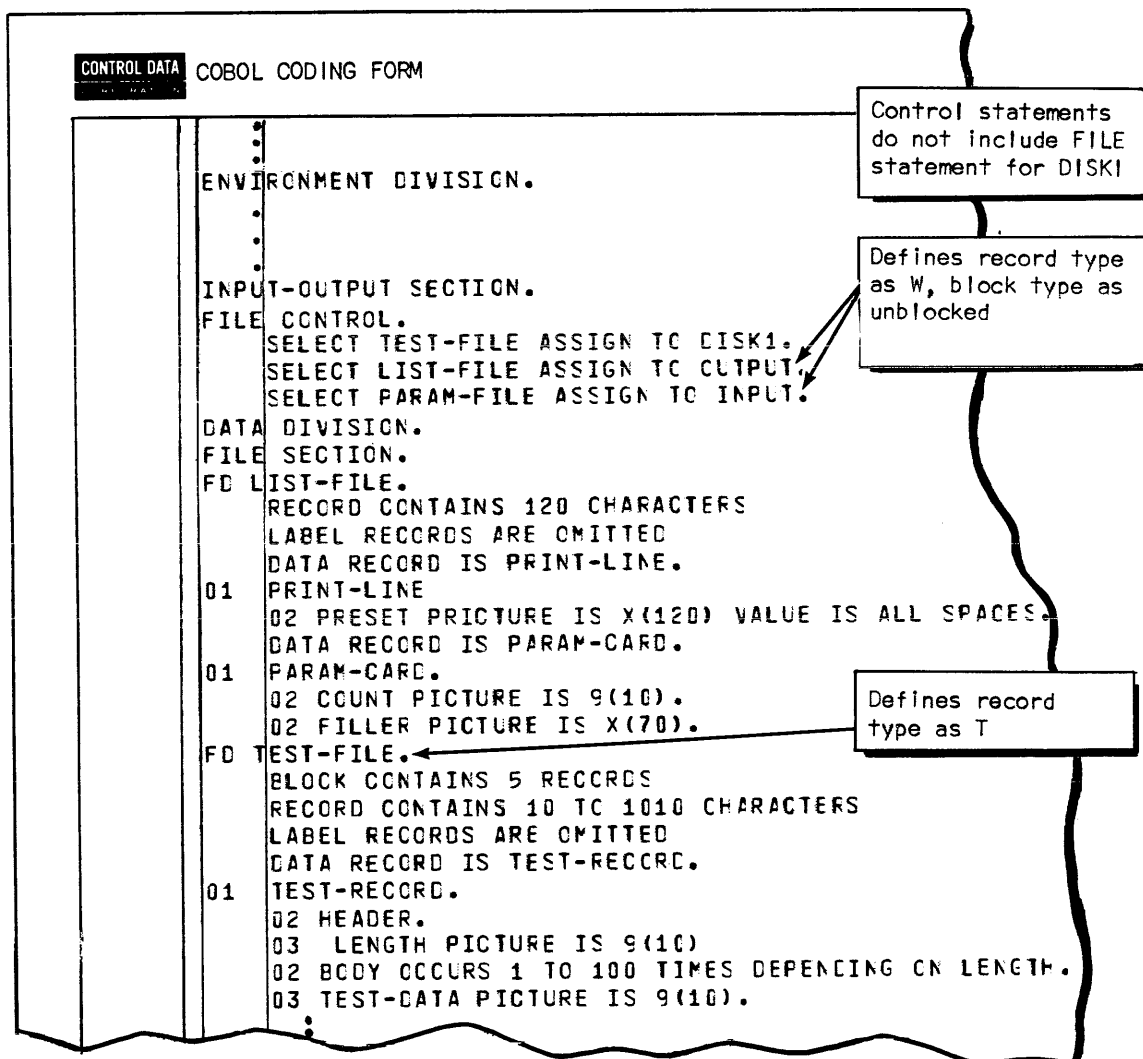 CONTROL DATA COBOL CODING FORM
Control statements
do not include FILE
statement for DISK1
ENVIRONMENT DIVISION.
Defines record type
as W, block type as
unblocked
INPUT-OUTPUT SECTION.
FILE CONTROL.
SELECT TEST-FILE ASSIGN TO DISK1.
SELECT LIST-FILE ASSIGN TO OUTPUT.
SELECT PARAM-FILE ASSIGN TO INPUT.
DATA DIVISION.
FILE SECTION.
FD LIST-FILE.
RECORD CONTAINS 120 CHARACTERS
LABEL RECORDS ARE OMITTED
DATA RECORD IS PRINT-LINE.
01 PRINT-LINE
02 PRESET PRICTURE IS X(120) VALUE IS ALL SPACES.
DATA RECORD IS PARAM-CARD.
01 PARAM-CARD.
02 COUNT PICTURE IS 9(10).
02 FILLER PICTURE IS X(70).
Defines record
type as T
FD TEST-FILE.
BLOCK CONTAINS 5 RECORDS
RECORD CONTAINS 10 TO 1010 CHARACTERS
LABEL RECORDS ARE OMITTED
DATA RECORD IS TEST-RECORD.
01 TEST-RECORD.
02 HEADER.
03 LENGTH PICTURE IS 9(10)
02 BODY OCCURS 1 TO 100 TIMES DEPENDING ON LENGTH.
03 TEST-DATA PICTURE IS 9(10).